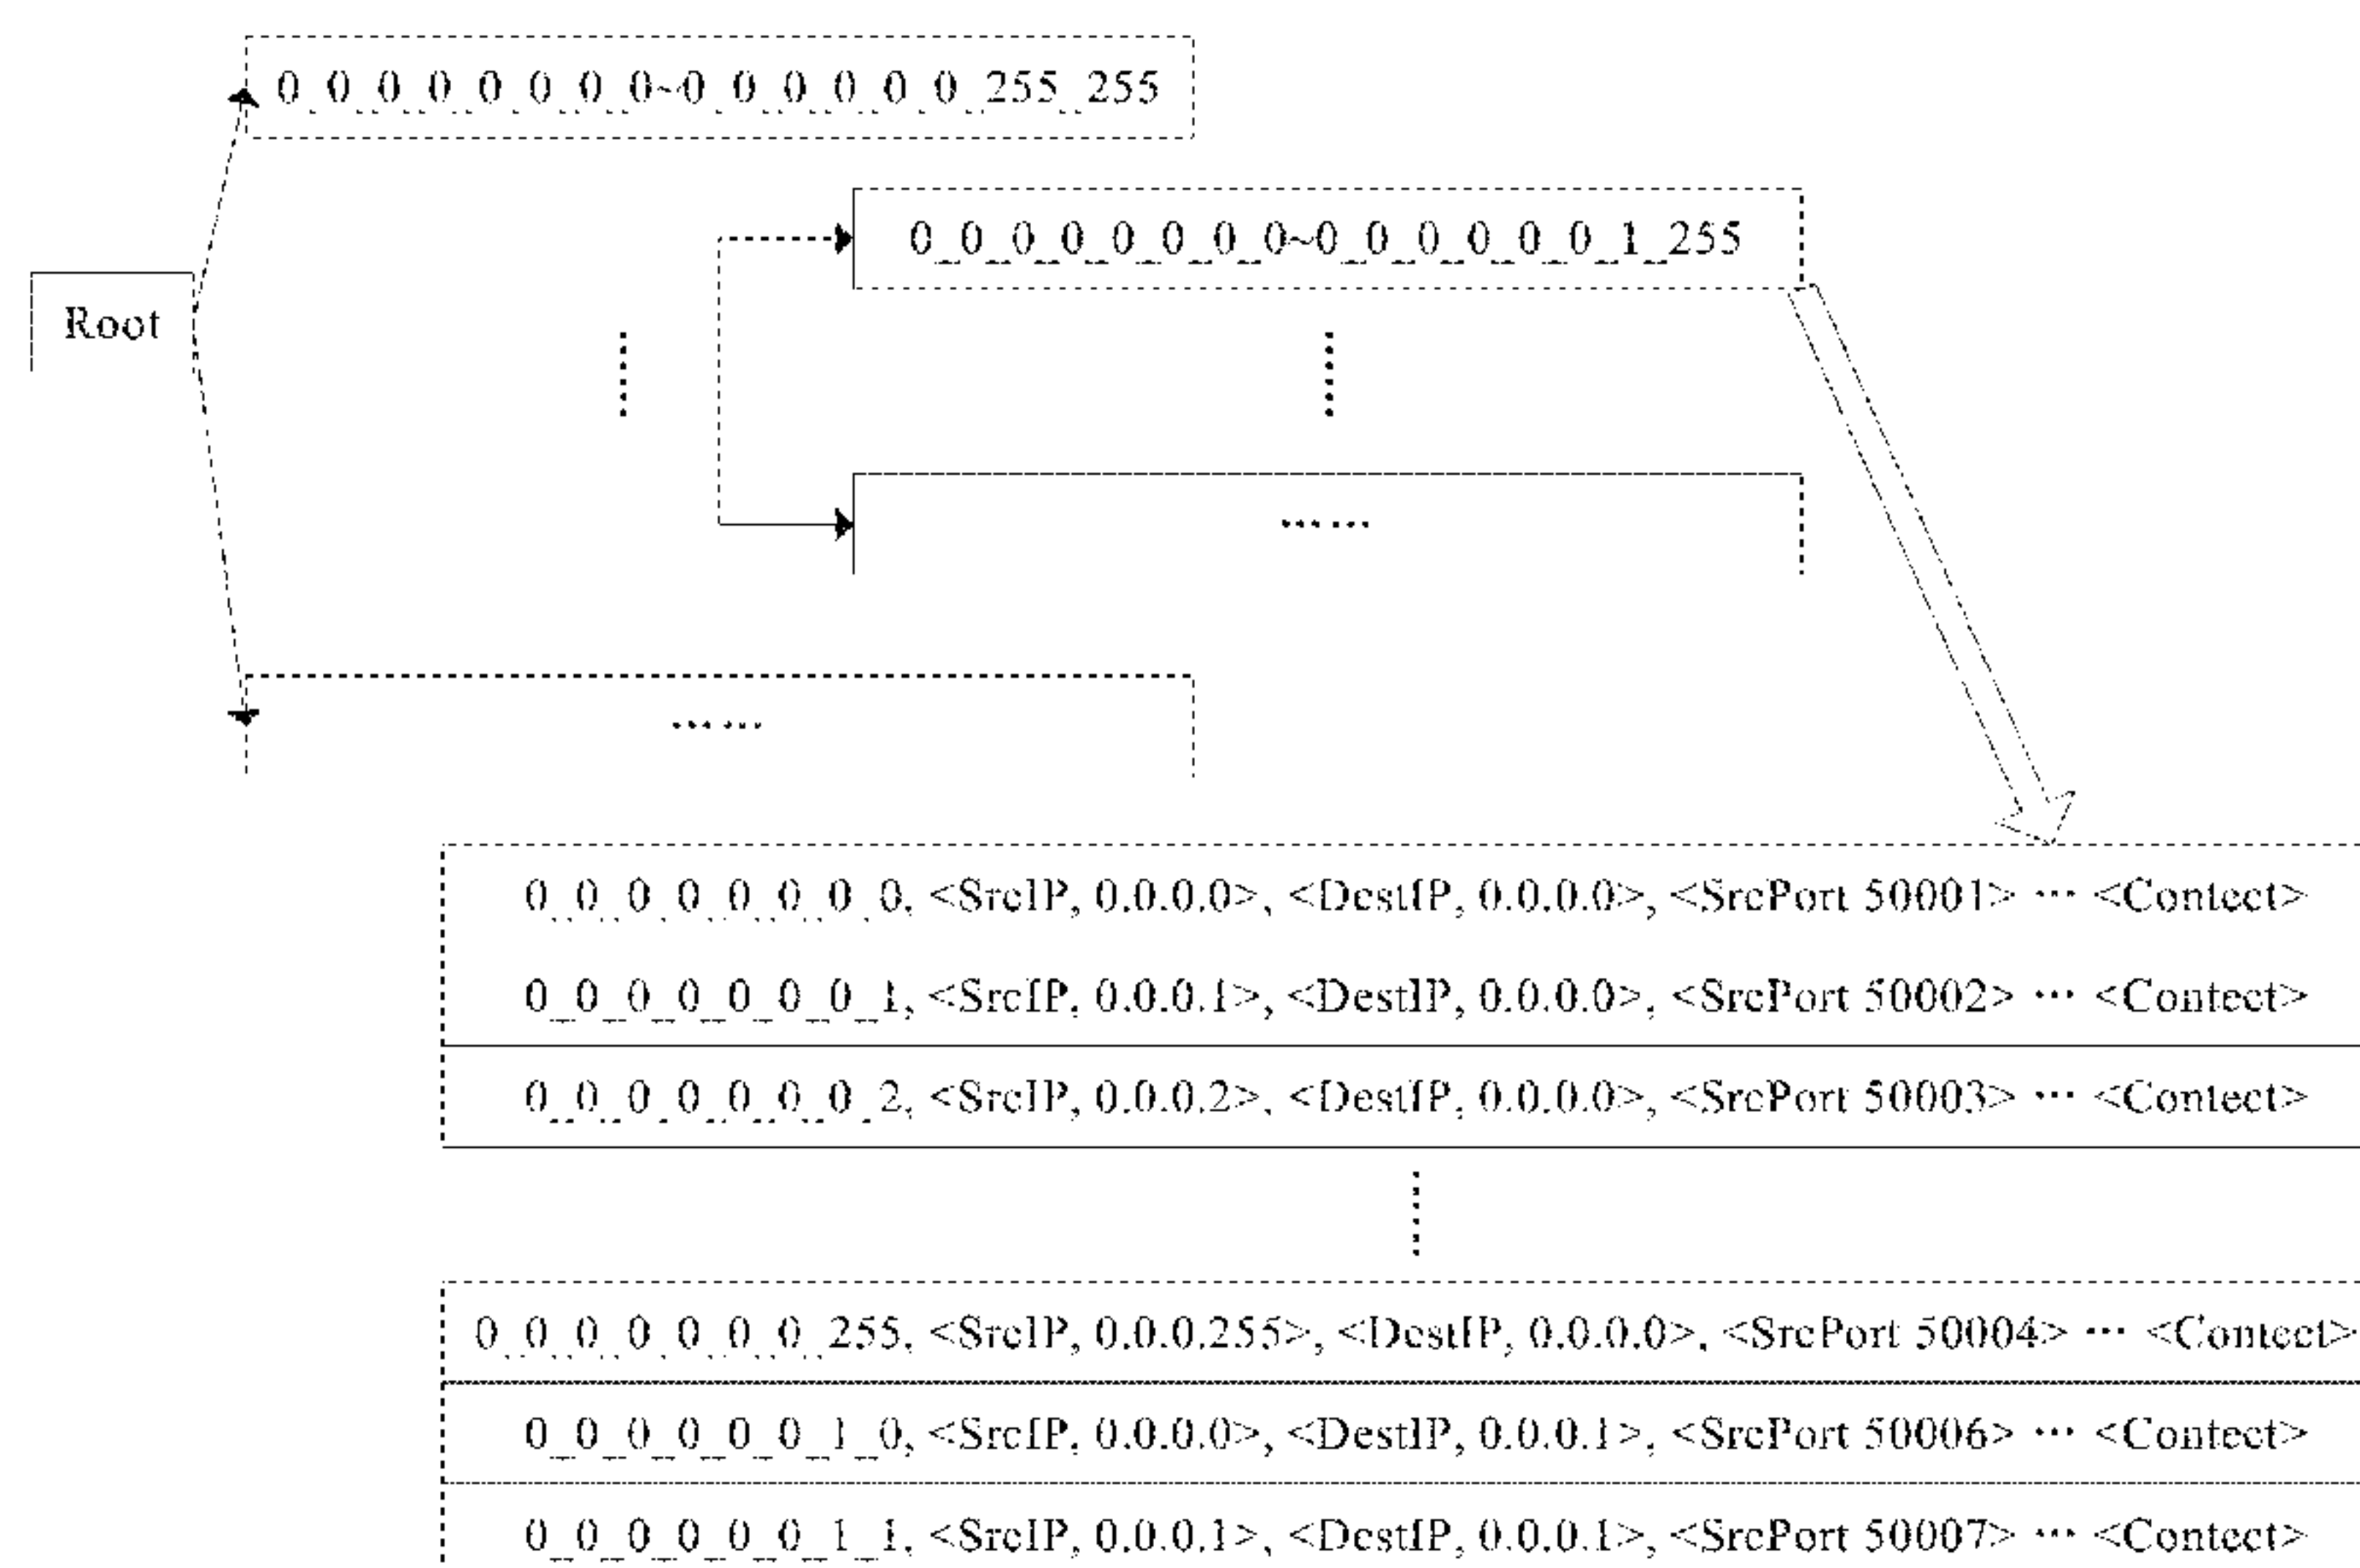 0_0_0_0_0_0_0_0~0_0_0_0_0_0_255_255
0_0_0_0_0_0_0_0~0_0_0_0_0_0_1_255
Root
……
……
0_0_0_0_0_0_0_0, <SrcIP, 0.0.0.0>, <DestIP, 0.0.0.0>, <SrcPort 50001> … <Contect>
0_0_0_0_0_0_0_1, <SrcIP, 0.0.0.1>, <DestIP, 0.0.0.0>, <SrcPort 50002> … <Contect>
0_0_0_0_0_0_0_2, <SrcIP, 0.0.0.2>, <DestIP, 0.0.0.0>, <SrcPort 50003> … <Contect>
0_0_0_0_0_0_0_255, <SrcIP, 0.0.0.255>, <DestIP, 0.0.0.0>, <SrcPort 50004> … <Contect>
0_0_0_0_0_0_1_0, <SrcIP, 0.0.0.0>, <DestIP, 0.0.0.1>, <SrcPort 50006> … <Contect>
0_0_0_0_0_0_1_1, <SrcIP, 0.0.0.1>, <DestIP, 0.0.0.1>, <SrcPort 50007> … <Contect>